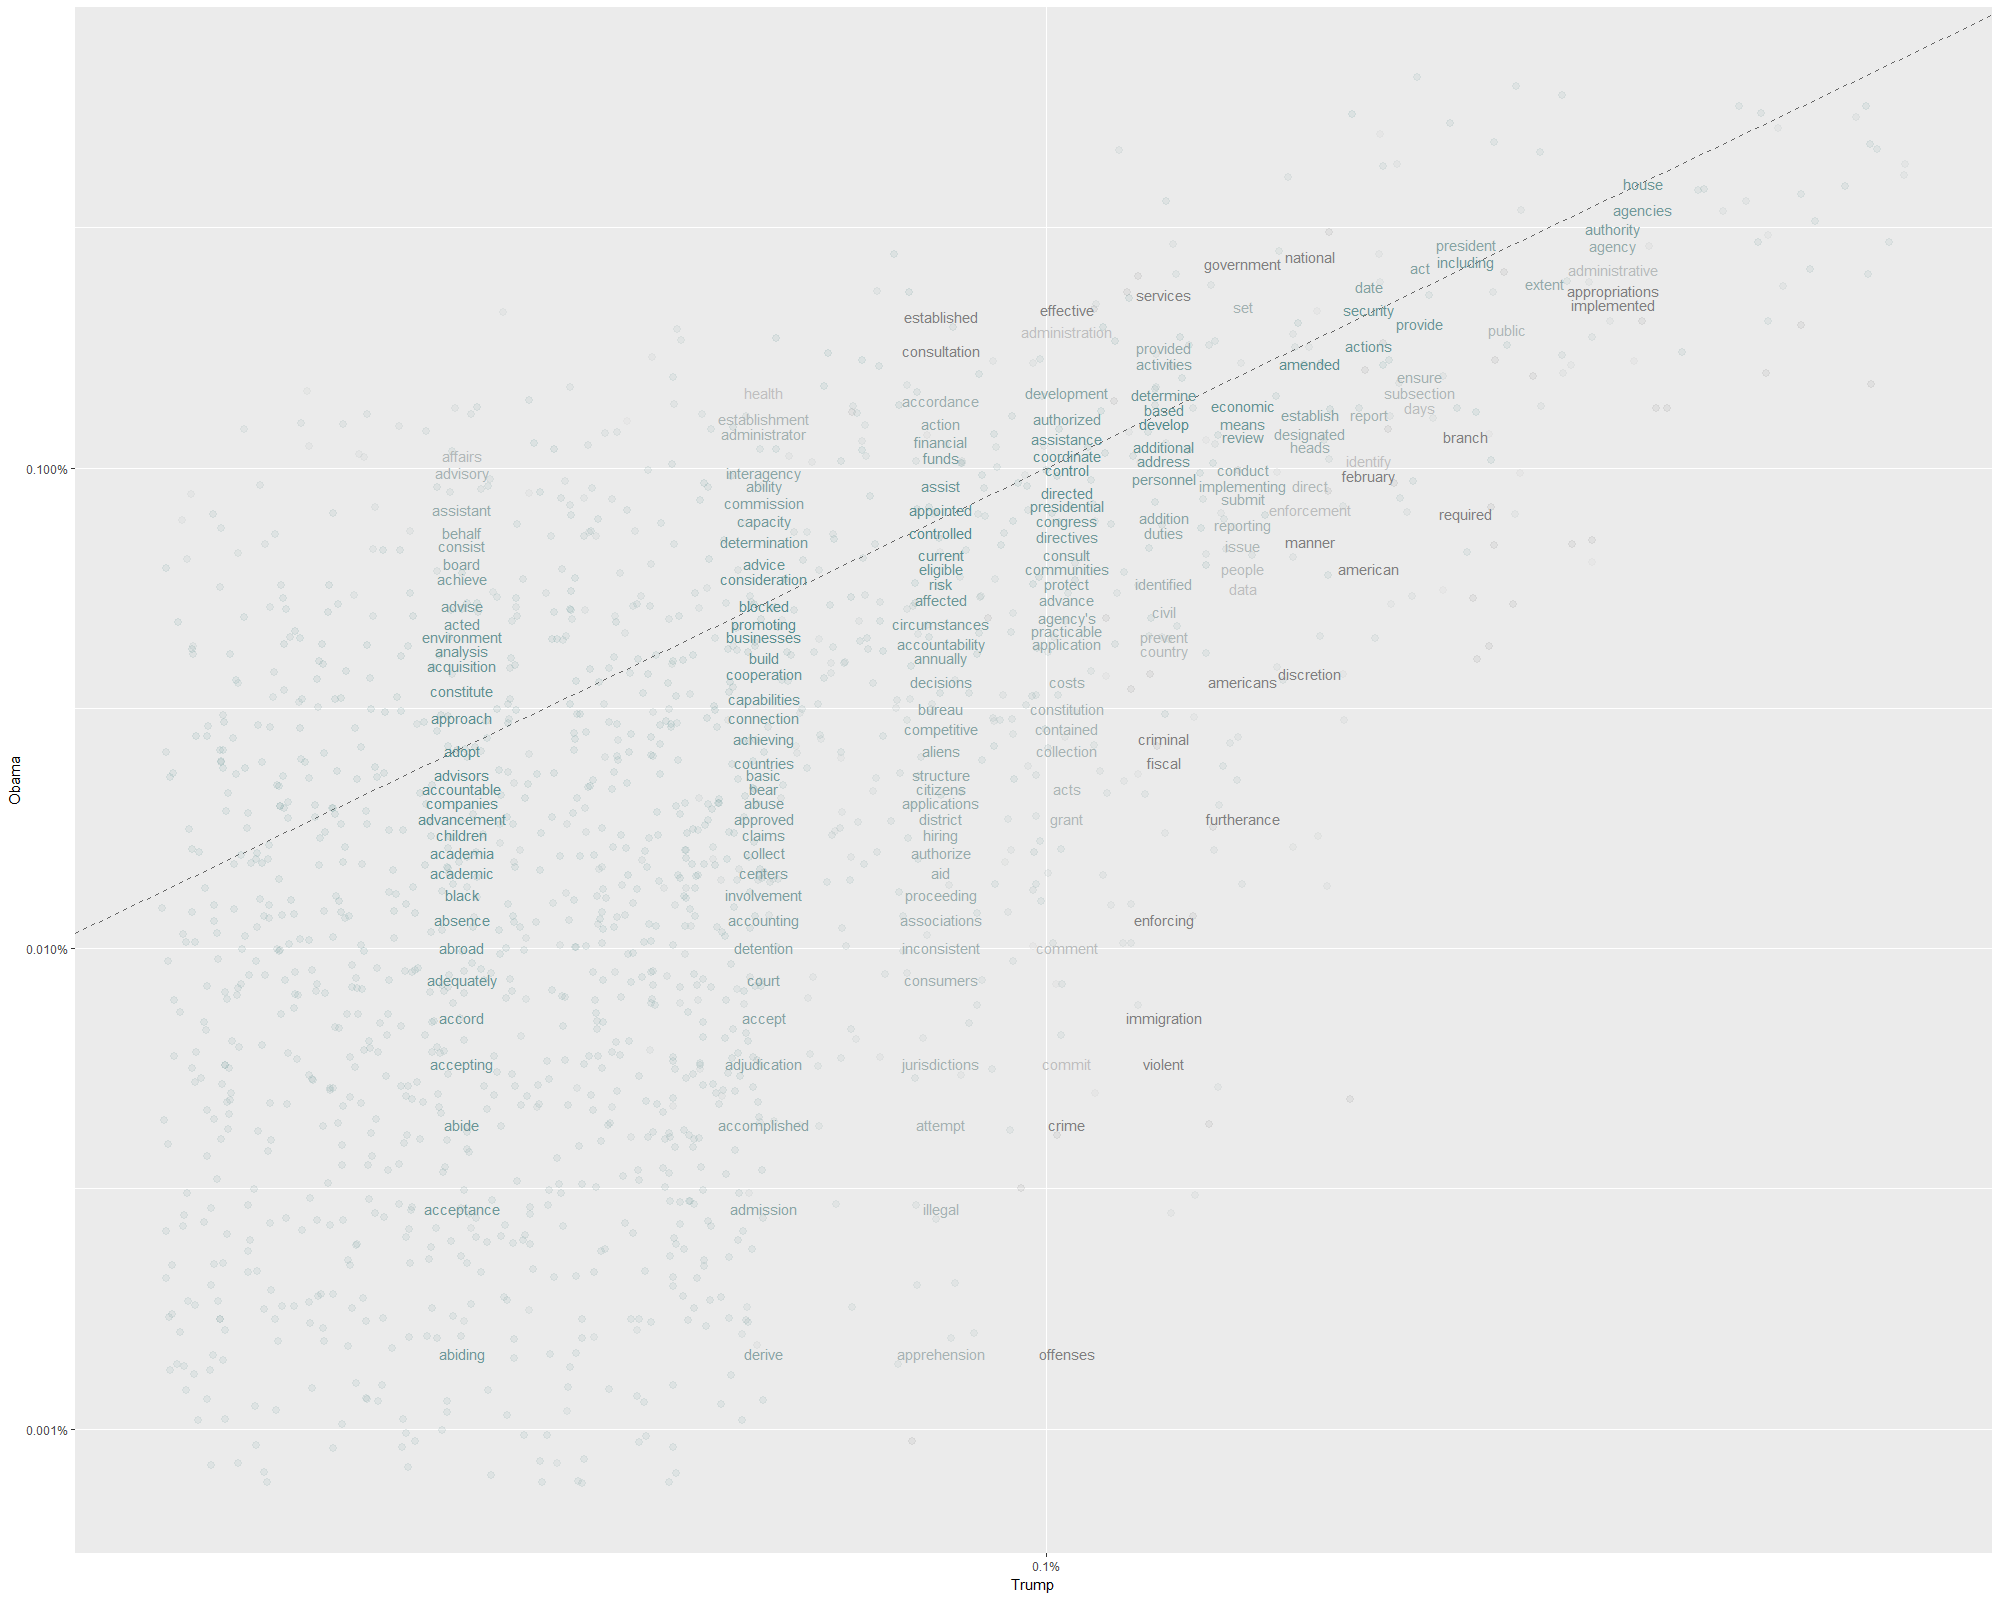 house
agencies
authority
president
agency
government
national
including
act
administrative
extent
date
services
appropriations
implemented
set
effective
security
established
provide
public
administration
actions
provided
consultation
activities
amended
ensure
health
development
subsection
determine
accordance
economic
days
based
establish
report
establishment
authorized
action
develop
means
administrator
designated
review
branch
assistance
financial
additional
heads
affairs
funds
coordinate
address
identify
0.100%
control
conduct
advisory
interagency
february
personnel
ability
assist
implementing
direct
directed
submit
commission
presidential
assistant
appointed
enforcement
required
addition
capacity
congress
reporting
behalf
controlled
duties
directives
determination
manner
consist
issue
current
consult
board
advice
eligible
communities
people
american
achieve
consideration
risk
protect
identified
data
affected
advance
advise
blocked
civil
agency's
acted
promoting
circumstances
practicable
environment
businesses
prevent
accountability
application
analysis
country
build
annually
acquisition
cooperation
discretion
decisions
costs
americans
constitute
capabilities
bureau
constitution
approach
connection
competitive
contained
achieving
criminal
adopt
aliens
collection
countries
fiscal
advisors
basic
structure
accountable
bear
citizens
acts
companies
abuse
applications
advancement
approved
district
grant
furtherance
children
claims
hiring
academia
collect
authorize
academic
centers
aid
black
involvement
proceeding
absence
accounting
associations
enforcing
0.010%
abroad
detention
inconsistent
comment
adequately
court
consumers
accord
accept
immigration
accepting
adjudication
jurisdictions
commit
violent
abide
accomplished
attempt
crime
acceptance
admission
illegal
abiding
derive
apprehension
offenses
0.001%
Obama
0.1%
Trump